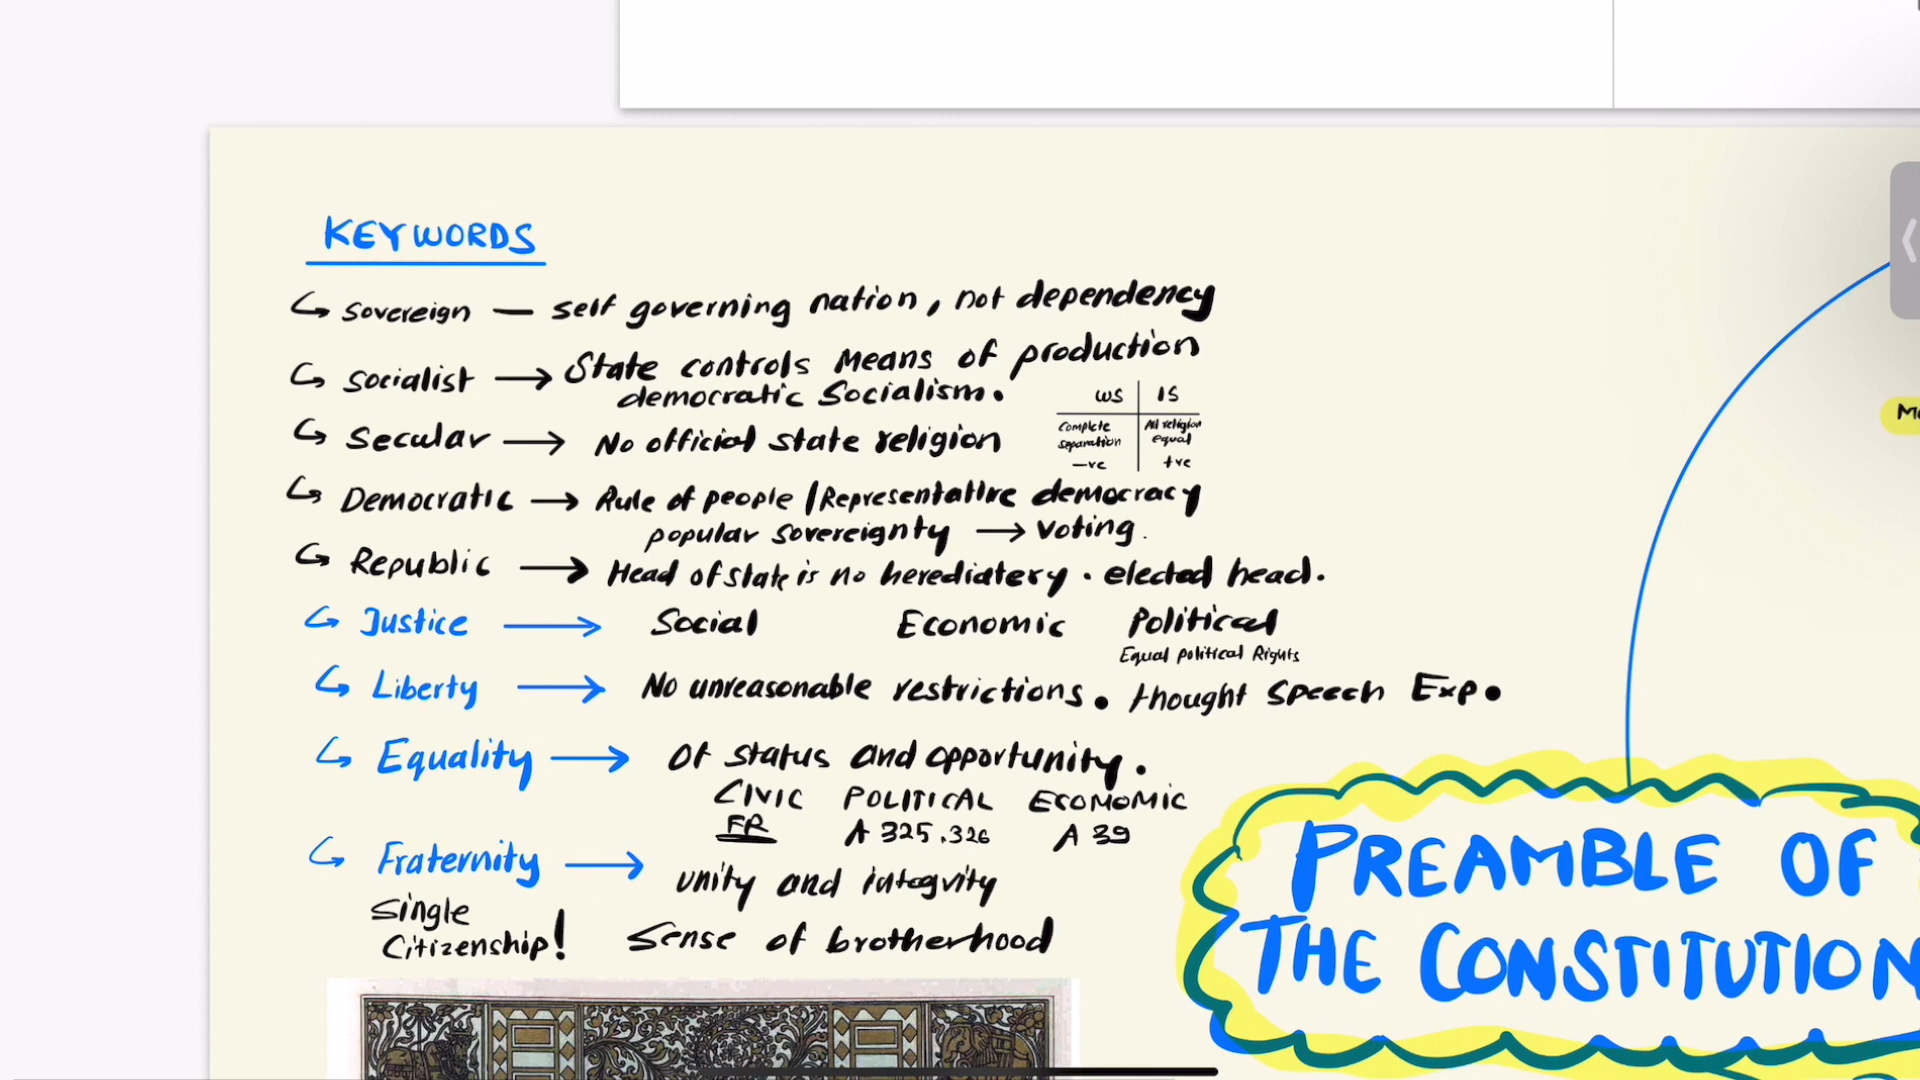 KEYWORDS
↳ Sovereign — self governing nation, not dependency
↳ Socialist → State controls Means of production
democratic Socialism.
WS | IS
Complete separation | All religion equal
-ve | +ve
↳ Secular → No official state religion
↳ Democratic → Rule of people / Representative democracy
popular sovereignty → voting.
↳ Republic → Head of state is no herediatery. elected head.
↳ Justice → Social Economic Political
Equal political Rights
↳ Liberty → No unreasonable restrictions. thought speech Exp.
↳ Equality → of status and opportunity.
CIVIC POLITICAL ECONOMIC
FR A 325,326 A 39
↳ Fraternity → unity and integrity
Single
Citizenship! Sense of brotherhood
PREAMBLE OF
THE CONSTITUTION